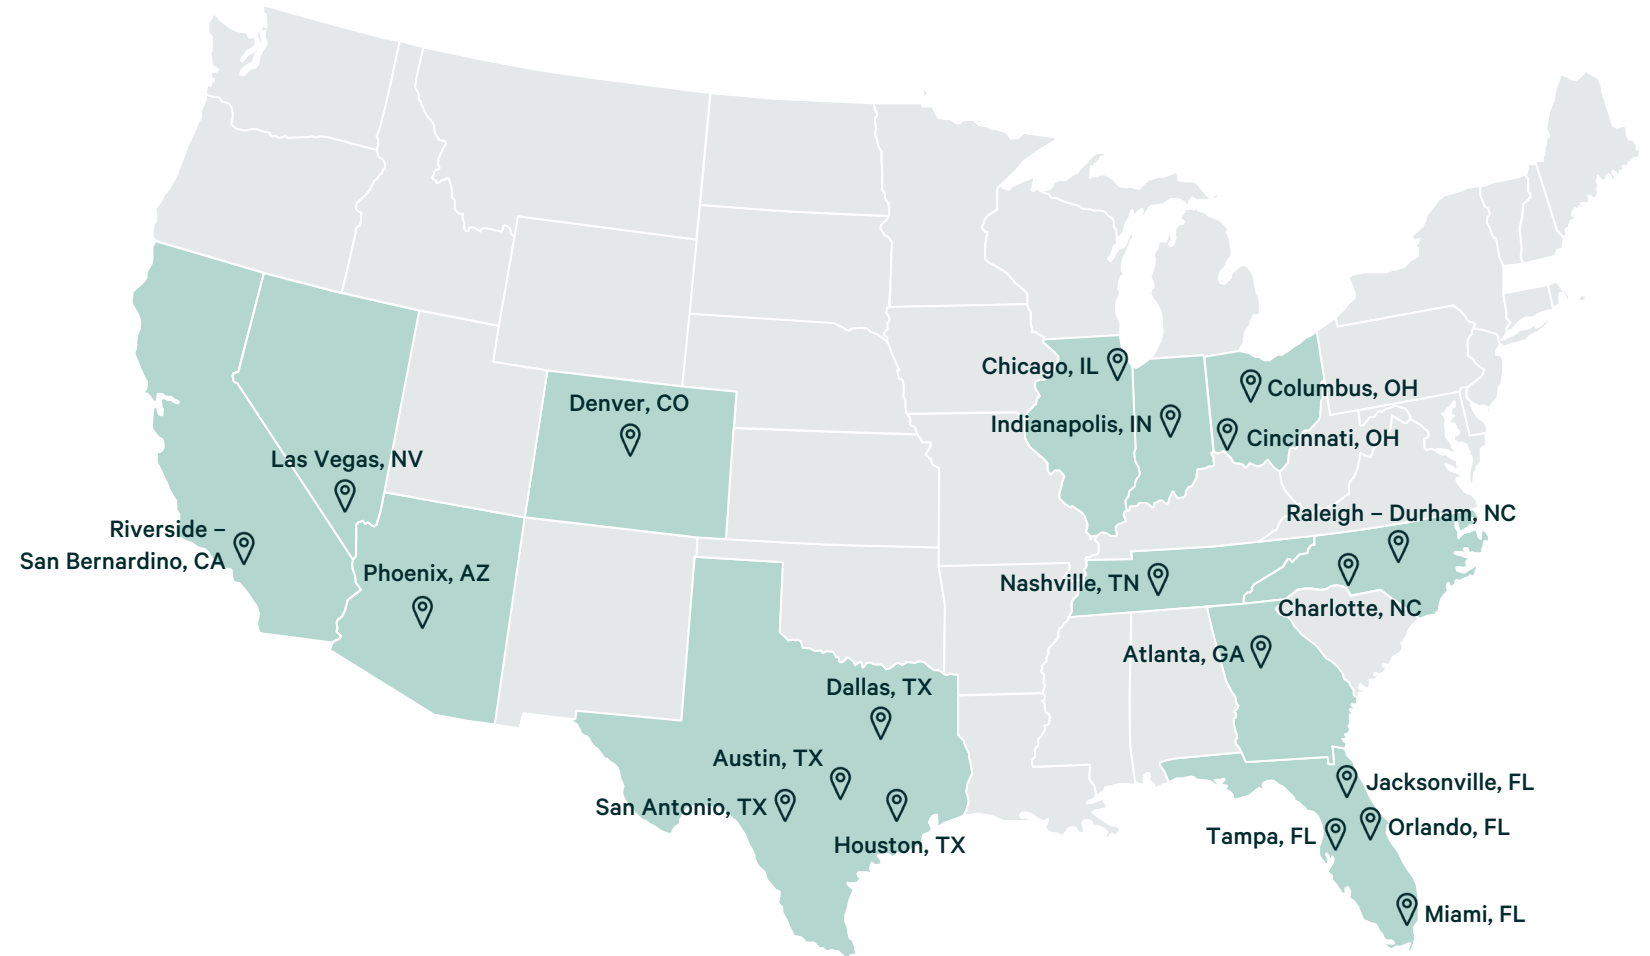 Chicago, IL
Columbus, OH
Denver, CO
Indianapolis, IN
Cincinnati, OH
Las Vegas, NV
Raleigh – Durham, NC
Riverside –
San Bernardino, CA
Phoenix, AZ
Nashville, TN
Charlotte, NC
Atlanta, GA
Dallas, TX
Austin, TX
Jacksonville, FL
San Antonio, TX
Orlando, FL
Tampa, FL
Houston, TX
Miami, FL